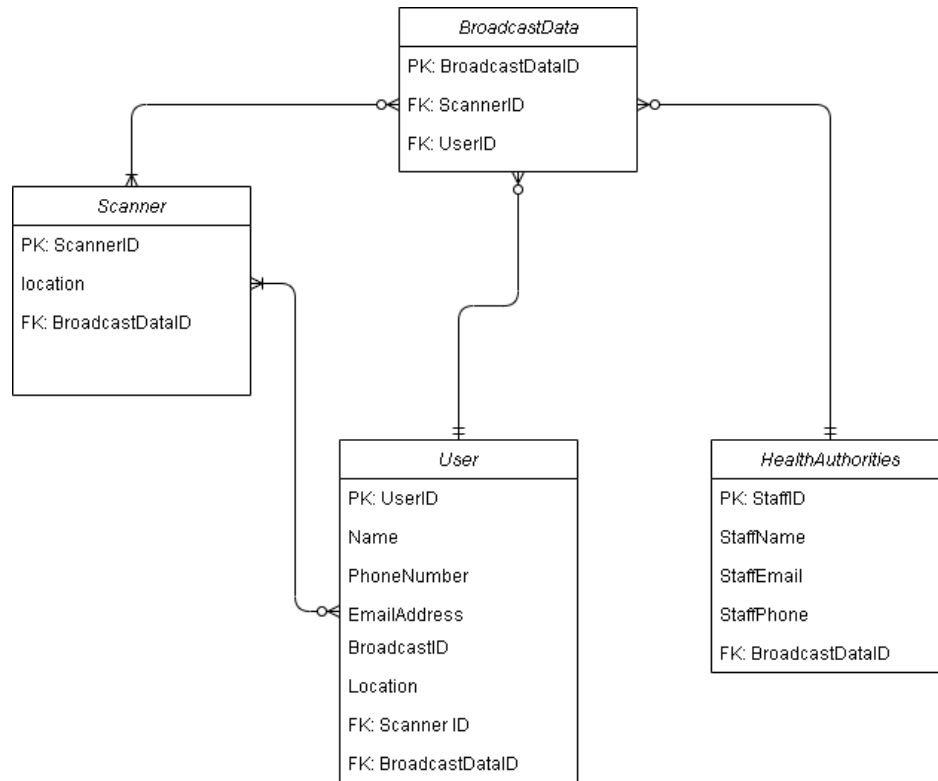 BroadcastData
PK: BroadcastDataID
FK: ScannerID
FK: UserID
Scanner
PK: ScannerID
location
FK: BroadcastDataID
User
PK: UserID
Name
PhoneNumber
EmailAddress
BroadcastID
Location
FK: Scanner ID
FK: BroadcastDataID
HealthAuthorities
PK: StaffID
StaffName
StaffEmail
StaffPhone
FK: BroadcastDataID